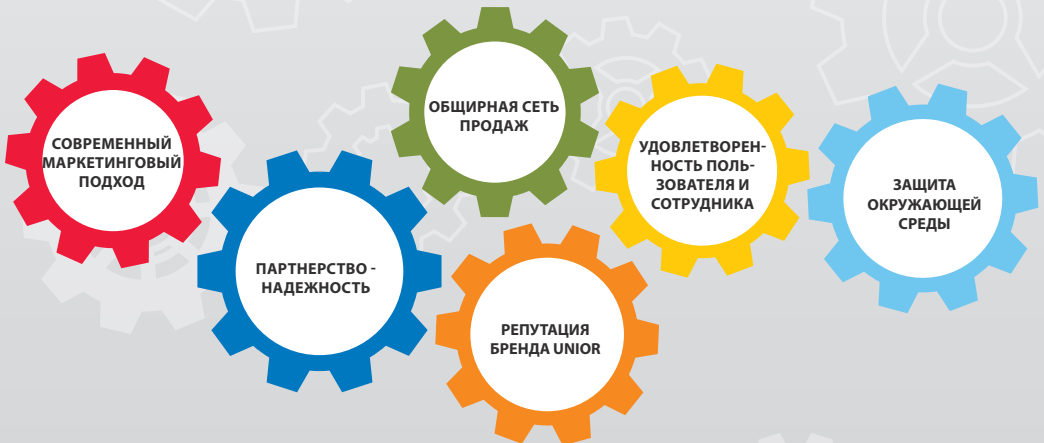 СОВРЕМЕННЫЙ
МАРКЕТИНГОВЫЙ
ПОДХОД
ПАРТНЕРСТВО -
НАДЕЖНОСТЬ
ОБЩИРНАЯ СЕТЬ
ПРОДАЖ
РЕПУТАЦИЯ
БРЕНДА UNIOR
УДОВЛЕТВОРЕН-
НОСТЬ ПОЛЬ-
ЗОВАТЕЛЯ И
СОТРУДНИКА
ЗАЩИТА
ОКРУЖАЮЩЕЙ
СРЕДЫ